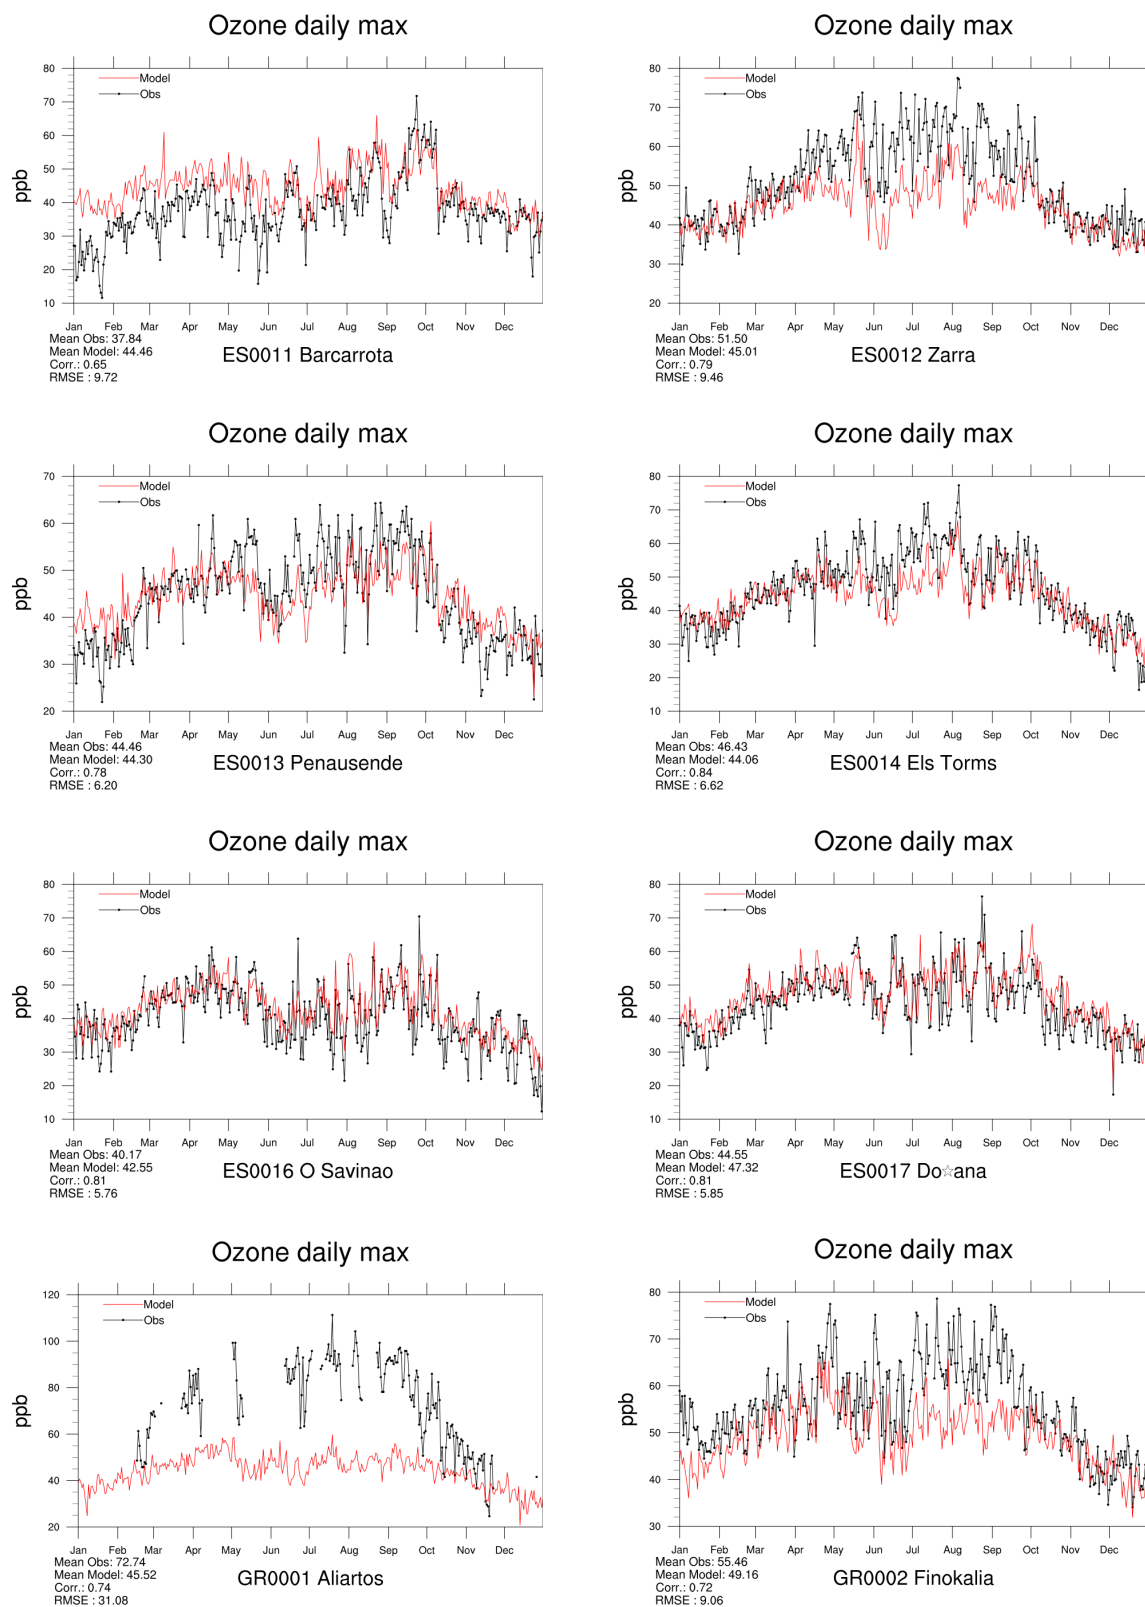 Ozone daily max
Ozone daily max
80
70
60
50
40
30
20
10
ppb
Model
Obs
Jan Feb Mar Apr May Jun Jul Aug Sep Oct Nov Dec
Mean Obs: 37.84
Mean Model: 44.46
Corr.: 0.65
RMSE : 9.72
ES0011 Barcarrota
80
70
60
50
40
30
20
ppb
Model
Obs
Jan Feb Mar Apr May Jun Jul Aug Sep Oct Nov Dec
Mean Obs: 51.50
Mean Model: 45.01
Corr.: 0.79
RMSE : 9.46
ES0012 Zarra
Ozone daily max
Ozone daily max
70
60
50
40
30
20
ppb
Model
Obs
Jan Feb Mar Apr May Jun Jul Aug Sep Oct Nov Dec
Mean Obs: 44.46
Mean Model: 44.30
Corr.: 0.78
RMSE : 6.20
ES0013 Penausende
80
70
60
50
40
30
20
10
ppb
Model
Obs
Jan Feb Mar Apr May Jun Jul Aug Sep Oct Nov Dec
Mean Obs: 46.43
Mean Model: 44.06
Corr.: 0.84
RMSE : 6.62
ES0014 Els Torms
Ozone daily max
Ozone daily max
80
70
60
50
40
30
20
10
ppb
Model
Obs
Jan Feb Mar Apr May Jun Jul Aug Sep Oct Nov Dec
Mean Obs: 40.17
Mean Model: 42.55
Corr.: 0.81
RMSE : 5.76
ES0016 O Savinao
80
70
60
50
40
30
20
10
ppb
Model
Obs
Jan Feb Mar Apr May Jun Jul Aug Sep Oct Nov Dec
Mean Obs: 44.55
Mean Model: 47.32
Corr.: 0.81
RMSE : 5.85
ES0017 Do☆ana
Ozone daily max
Ozone daily max
120
100
80
60
40
20
ppb
Model
Obs
Jan Feb Mar Apr May Jun Jul Aug Sep Oct Nov Dec
Mean Obs: 72.74
Mean Model: 45.52
Corr.: 0.74
RMSE : 31.08
GR0001 Aliartos
80
70
60
50
40
30
ppb
Model
Obs
Jan Feb Mar Apr May Jun Jul Aug Sep Oct Nov Dec
Mean Obs: 55.46
Mean Model: 49.16
Corr.: 0.72
RMSE : 9.06
GR0002 Finokalia